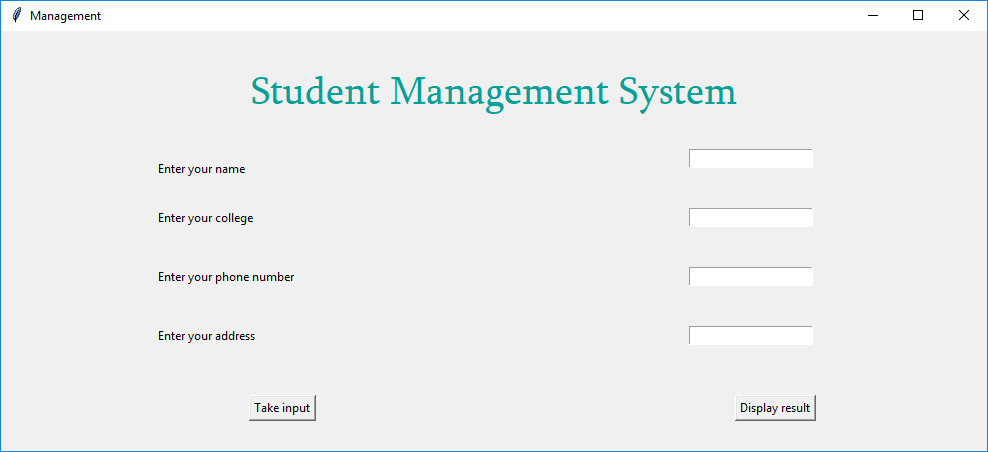 Management
Student Management System
Enter your name
Enter your college
Enter your phone number
Enter your address
Take input
Display result